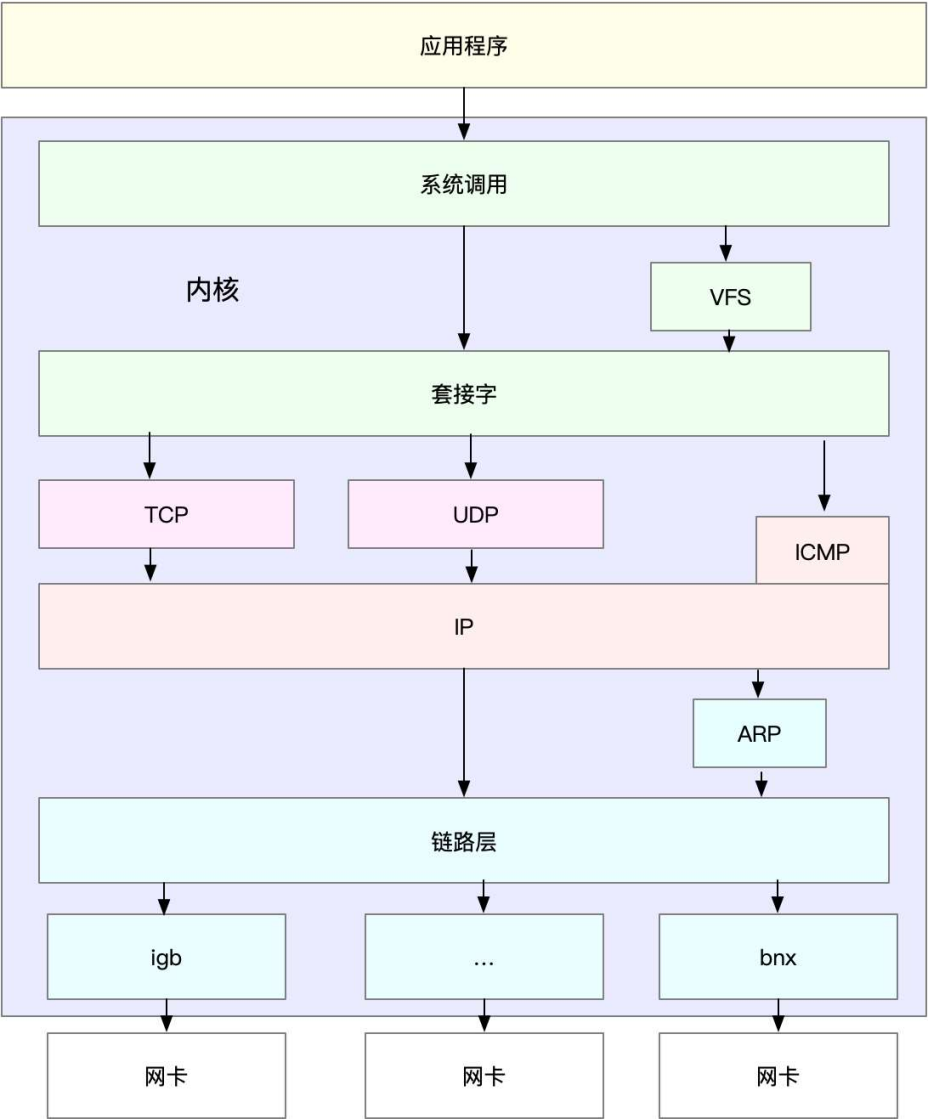 应用程序
系统调用
内核
VFS
套接字
TCP
UDP
ICMP
IP
ARP
链路层
igb
...
bnx
网卡
网卡
网卡